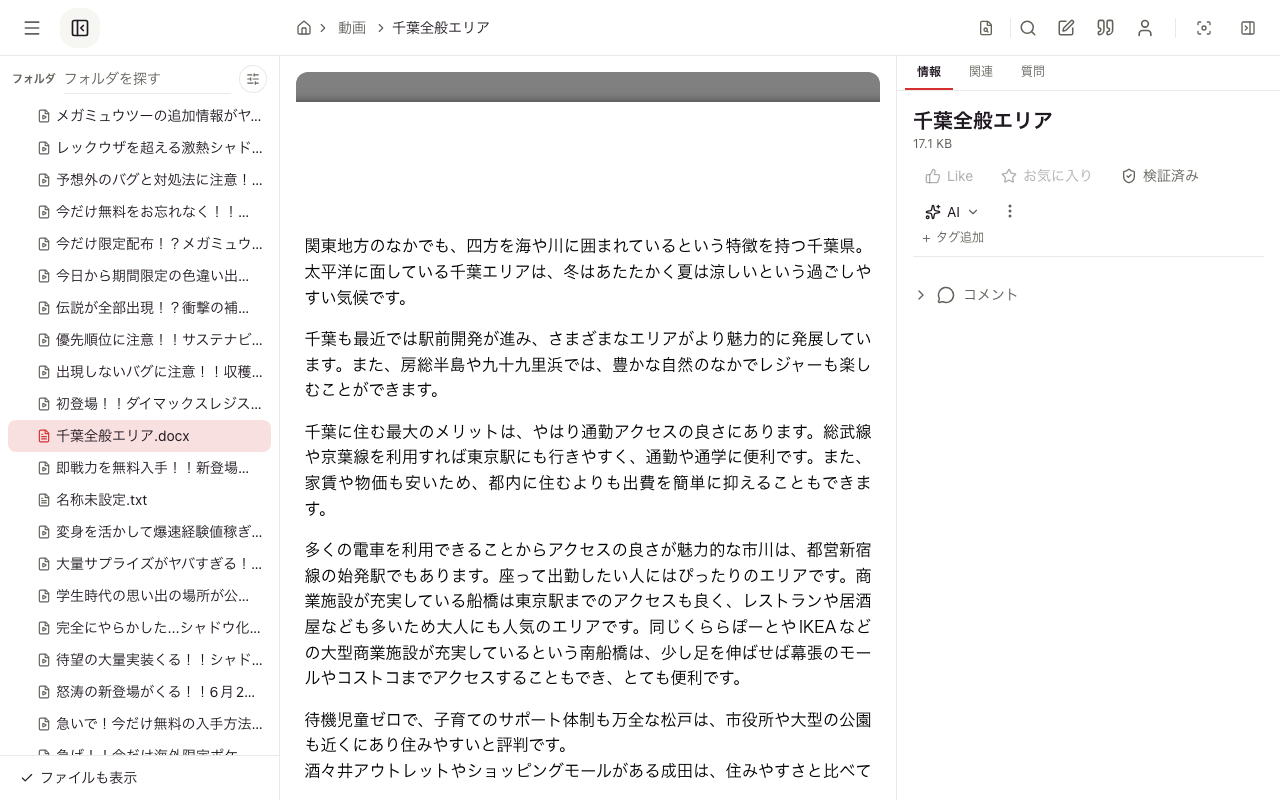 動画
千葉全般エリア
フォルダ
フォルダを探す
メガミュウツーの追加情報がヤ...
レックウザを超える激熱シャド...
予想外のバグと対処法に注意！...
今だけ無料をお忘れなく！！...
今だけ限定配布！？メガミュウ...
今日から期間限定の色違い出...
伝説が全部出現！？衝撃の補...
優先順位に注意！！サステナビ...
出現しないバグに注意！！収穫...
初登場！！ダイマックスレジス...
千葉全般エリア.docx
即戦力を無料入手！！新登場...
名称未設定.txt
変身を活かして爆速経験値稼ぎ...
大量サプライズがヤバすぎる！...
学生時代の思い出の場所が公...
完全にやらかした...シャドウ化...
待望の大量実装くる！！シャド...
怒涛の新登場がくる！！6月2...
急いで！今だけ無料の入手方法...
急げ！！今だけ海外限定ポケ...
ファイルも表示
関東地方のなかでも、四方を海や川に囲まれているという特徴を持つ千葉県。
太平洋に面している千葉エリアは、冬はあたたかく夏は涼しいという過ごしや
すい気候です。
千葉も最近では駅前開発が進み、さまざまなエリアがより魅力的に発展してい
ます。また、房総半島や九十九里浜では、豊かな自然のなかでレジャーも楽し
むことができます。
千葉に住む最大のメリットは、やはり通勤アクセスの良さにあります。総武線
や京葉線を利用すれば東京駅にも行きやすく、通勤や通学に便利です。また、
家賃や物価も安いため、都内に住むよりも出費を簡単に抑えることもできま
す。
多くの電車を利用できることからアクセスの良さが魅力的な市川は、都営新宿
線の始発駅でもあります。座って出勤したい人にはぴったりのエリアです。商
業施設が充実している船橋は東京駅までのアクセスも良く、レストランや居酒
屋なども多いため大人にも人気のエリアです。同じくららぽーとやIKEAなど
の大型商業施設が充実しているという南船橋は、少し足を伸ばせば幕張のモー
ルやコストコまでアクセスすることもでき、とても便利です。
待機児童ゼロで、子育てのサポート体制も万全な松戸は、市役所や大型の公園
も近くにあり住みやすいと評判です。
酒々井アウトレットやショッピングモールがある成田は、住みやすさと比べて
情報
関連
質問
千葉全般エリア
17.1 KB
Like
お気に入り
検証済み
AI
+ タグ追加
コメント